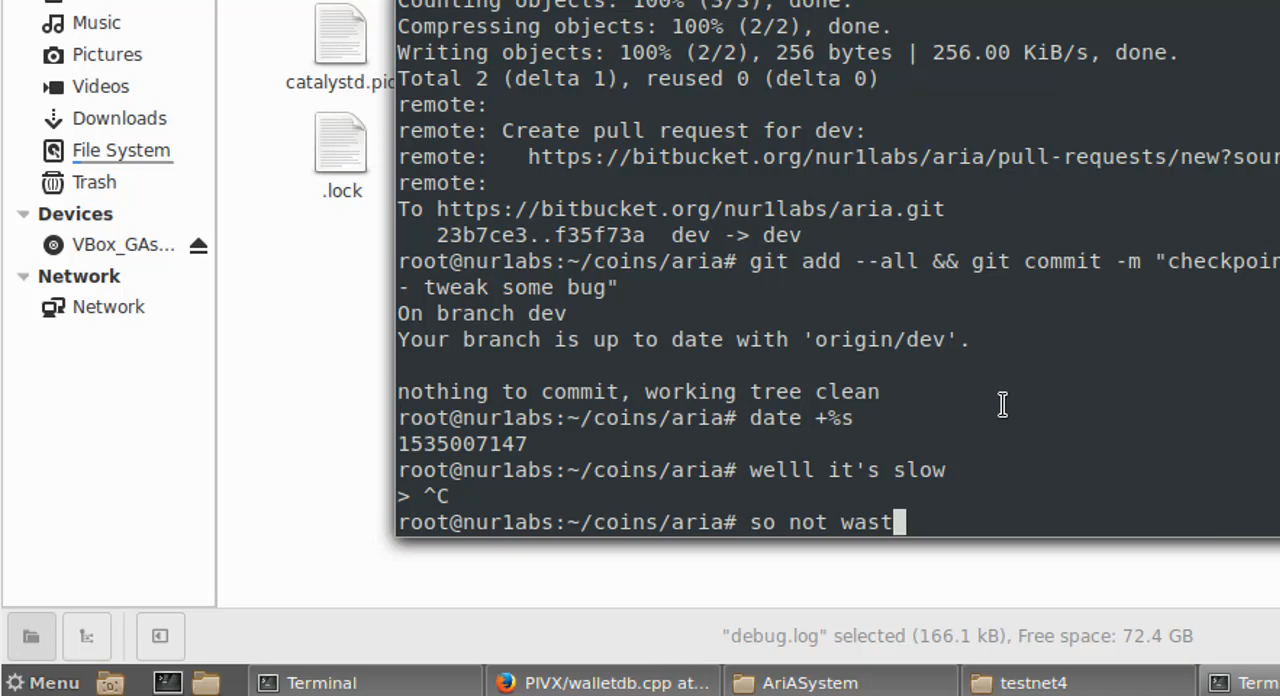 Music
Pictures
Videos
Downloads
File System
Trash
Devices
VBox_GAs...
Network
Network
catalystd.pic
.lock
Counting objects: 100% (3/3), done.
Compressing objects: 100% (2/2), done.
Writing objects: 100% (2/2), 256 bytes | 256.00 KiB/s, done.
Total 2 (delta 1), reused 0 (delta 0)
remote:
remote: Create pull request for dev:
remote:   https://bitbucket.org/nur1labs/aria/pull-requests/new?sour
remote:
To https://bitbucket.org/nur1labs/aria.git
   23b7ce3..f35f73a  dev -> dev
root@nur1labs:~/coins/aria# git add --all && git commit -m "checkpoin
- tweak some bug"
On branch dev
Your branch is up to date with 'origin/dev'.
nothing to commit, working tree clean
root@nur1labs:~/coins/aria# date +%s
1535007147
root@nur1labs:~/coins/aria# welll it's slow
> ^C
root@nur1labs:~/coins/aria# so not wast
"debug.log" selected (166.1 kB), Free space: 72.4 GB
Menu
Terminal
PIVX/walletdb.cpp at...
AriASystem
testnet4
Term